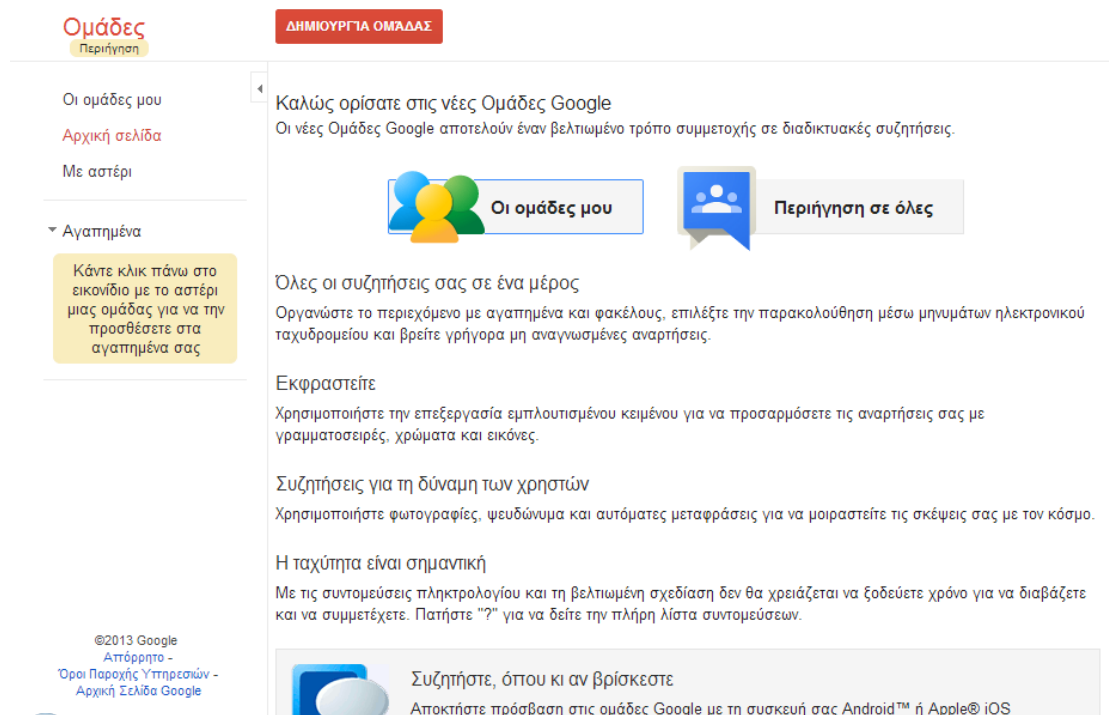 Ομάδες
Περιήγηση
ΔΗΜΙΟΥΡΓΊΑ ΟΜΆΔΑΣ
Οι ομάδες μου
Αρχική σελίδα
Με αστέρι
Αγαπημένα
Κάντε κλικ πάνω στο
εικονίδιο με το αστέρι
μιας ομάδας για να την
προσθέσετε στα
αγαπημένα σας
©2013 Google
Απόρρητο -
Όροι Παροχής Υπηρεσιών -
Αρχική Σελίδα Google
Καλώς ορίσατε στις νέες Ομάδες Google
Οι νέες Ομάδες Google αποτελούν έναν βελτιωμένο τρόπο συμμετοχής σε διαδικτυακές συζητήσεις.
Οι ομάδες μου
Περιήγηση σε όλες
Όλες οι συζητήσεις σας σε ένα μέρος
Οργανώστε το περιεχόμενο με αγαπημένα και φακέλους, επιλέξτε την παρακολούθηση μέσω μηνυμάτων ηλεκτρονικού
ταχυδρομείου και βρείτε γρήγορα μη αναγνωσμένες αναρτήσεις.
Εκφραστείτε
Χρησιμοποιήστε την επεξεργασία εμπλουτισμένου κειμένου για να προσαρμόσετε τις αναρτήσεις σας με
γραμματοσειρές, χρώματα και εικόνες.
Συζητήσεις για τη δύναμη των χρηστών
Χρησιμοποιήστε φωτογραφίες, ψευδώνυμα και αυτόματες μεταφράσεις για να μοιραστείτε τις σκέψεις σας με τον κόσμο.
Η ταχύτητα είναι σημαντική
Με τις συντομεύσεις πληκτρολογίου και τη βελτιωμένη σχεδίαση δεν θα χρειάζεται να ξοδεύετε χρόνο για να διαβάζετε
και να συμμετέχετε. Πατήστε "?" για να δείτε την πλήρη λίστα συντομεύσεων.
Συζητήστε, όπου κι αν βρίσκεστε
Αποκτήστε πρόσβαση στις ομάδες Google με τη συσκευή σας Android™ ή Apple® iOS